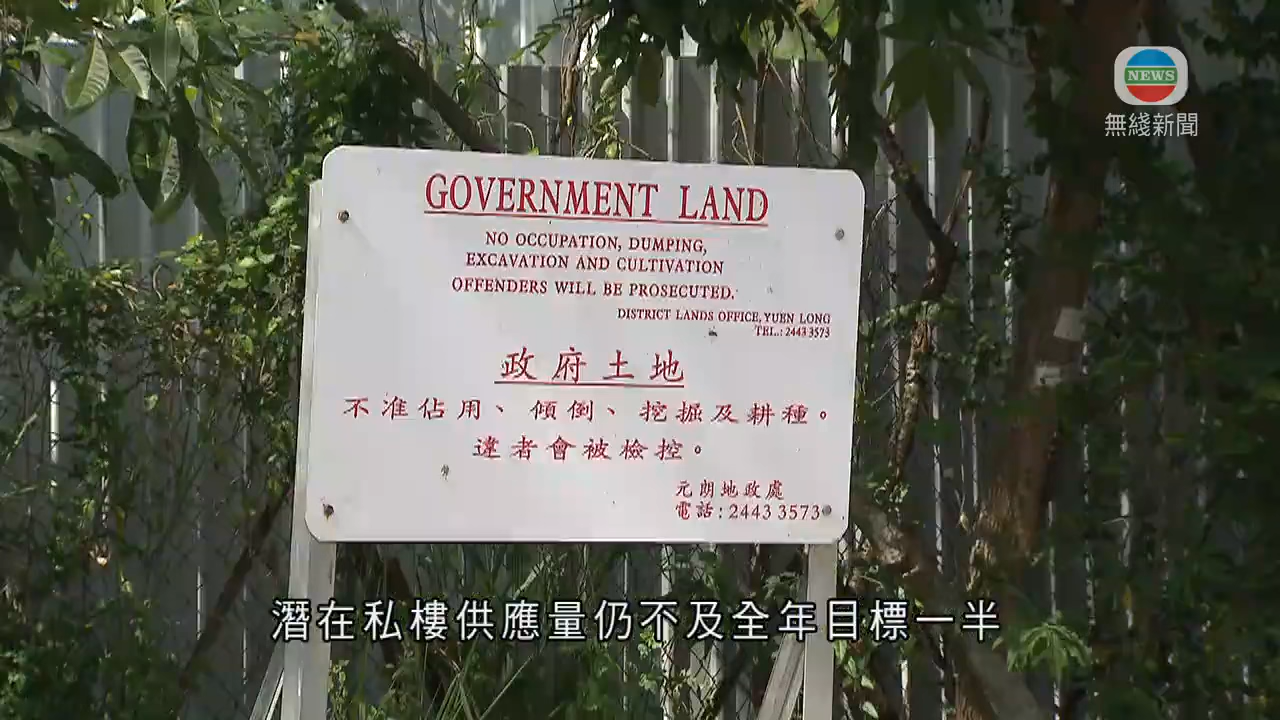 NEWS
無綫新聞
GOVERNMENT LAND
NO OCCUPATION, DUMPING,
EXCAVATION AND CULTIVATION
OFFENDERS WILL BE PROSECUTED.
DISTRICT LANDS OFFICE, YUEN LONG
TEL.: 2443 3573
政府土地
不准佔用、傾倒、挖掘及耕種。
違者會被檢控。
元朗地政處
電話：2443 3573
潛在私樓供應量仍不及全年目標一半